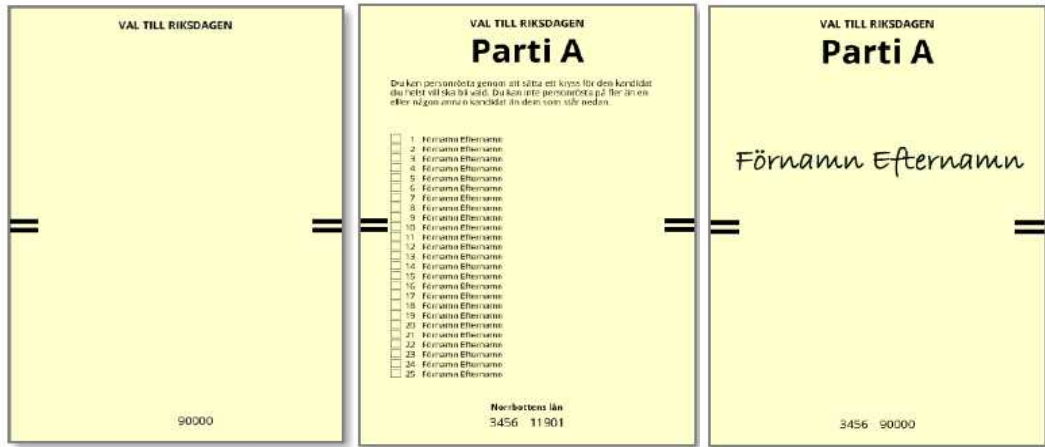 VAL TILL RIKSDAGEN
90000
VAL TILL RIKSDAGEN
Parti A
Du kan personrösta genom att sätta ett kryss för den kandidat
du helst vill ska bli vald. Du kan inte personrösta på fler än en
eller någon annan kandidat än dem som står nedan.
1 Förnamn Efternamn
2 Förnamn Efternamn
3 Förnamn Efternamn
4 Förnamn Efternamn
5 Förnamn Efternamn
6 Förnamn Efternamn
7 Förnamn Efternamn
8 Förnamn Efternamn
9 Förnamn Efternamn
10 Förnamn Efternamn
11 Förnamn Efternamn
12 Förnamn Efternamn
13 Förnamn Efternamn
14 Förnamn Efternamn
15 Förnamn Efternamn
16 Förnamn Efternamn
17 Förnamn Efternamn
18 Förnamn Efternamn
19 Förnamn Efternamn
20 Förnamn Efternamn
21 Förnamn Efternamn
22 Förnamn Efternamn
23 Förnamn Efternamn
24 Förnamn Efternamn
25 Förnamn Efternamn
Norrbottens län
3456 11901
VAL TILL RIKSDAGEN
Parti A
Förnamn Efternamn
3456 90000